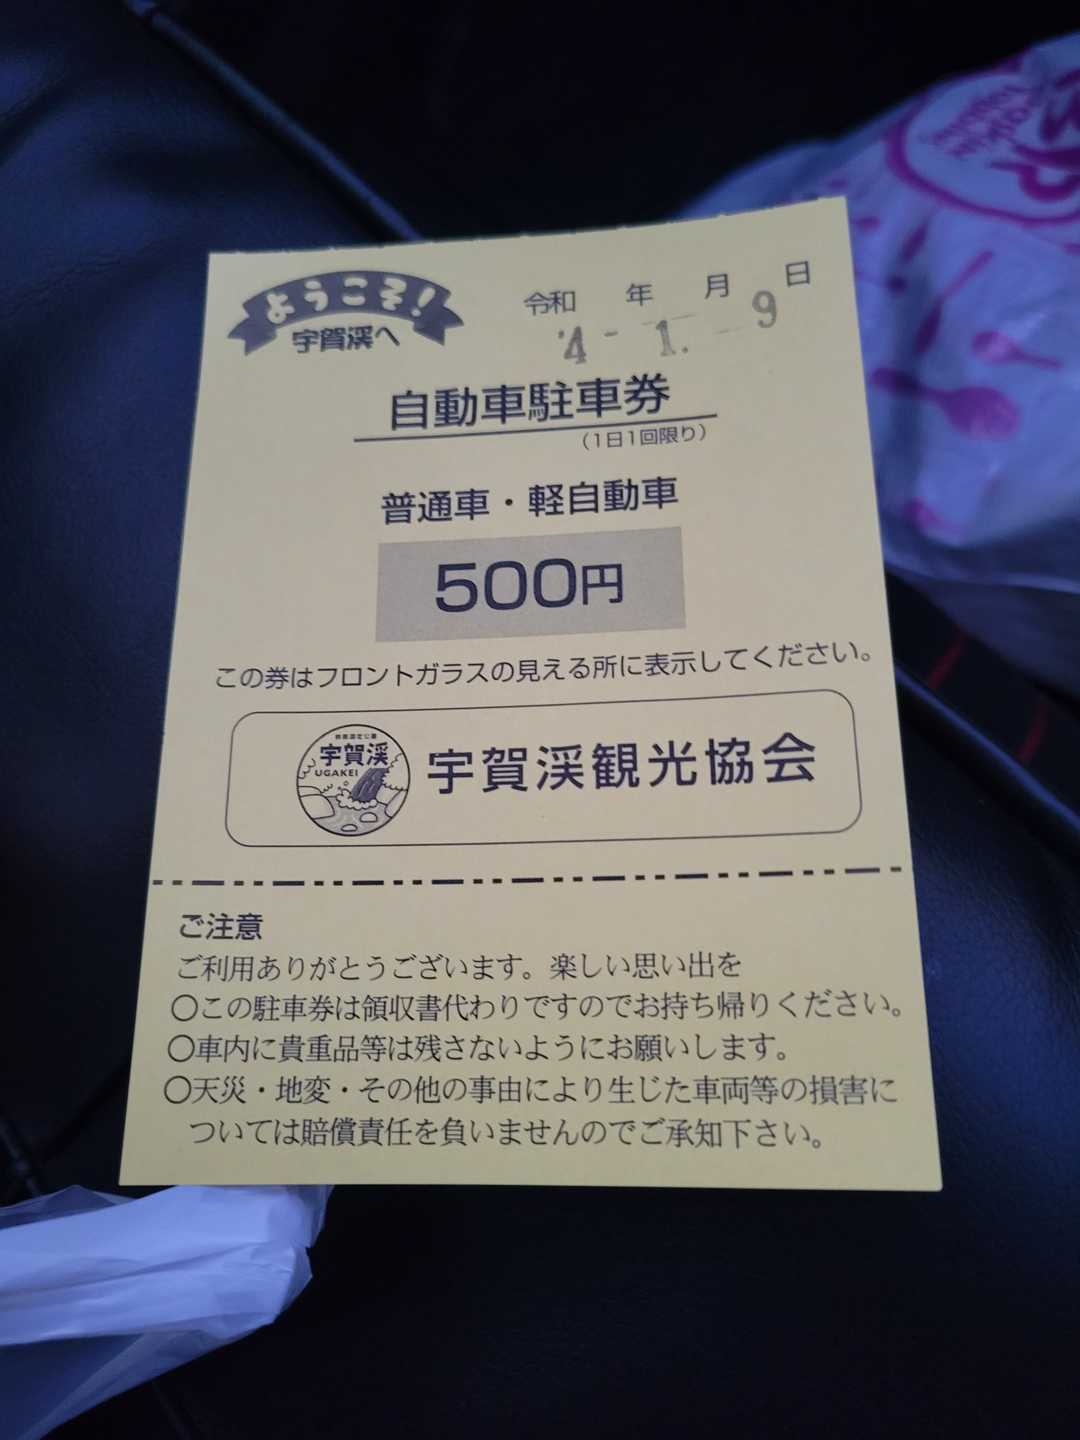 ようこそ!
宇賀渓へ
令和 年 月 日
'4 - 1. - 9
自動車駐車券
(1日1回限り)
普通車・軽自動車
500円
この券はフロントガラスの見える所に表示してください。
宇賀渓
UGAKEI
宇賀渓観光協会
ご注意
ご利用ありがとうございます。楽しい思い出を
○この駐車券は領収書代わりですのでお持ち帰りください。
○車内に貴重品等は残さないようにお願いします。
○天災・地変・その他の事由により生じた車両等の損害に
ついては賠償責任を負いませんのでご承知下さい。